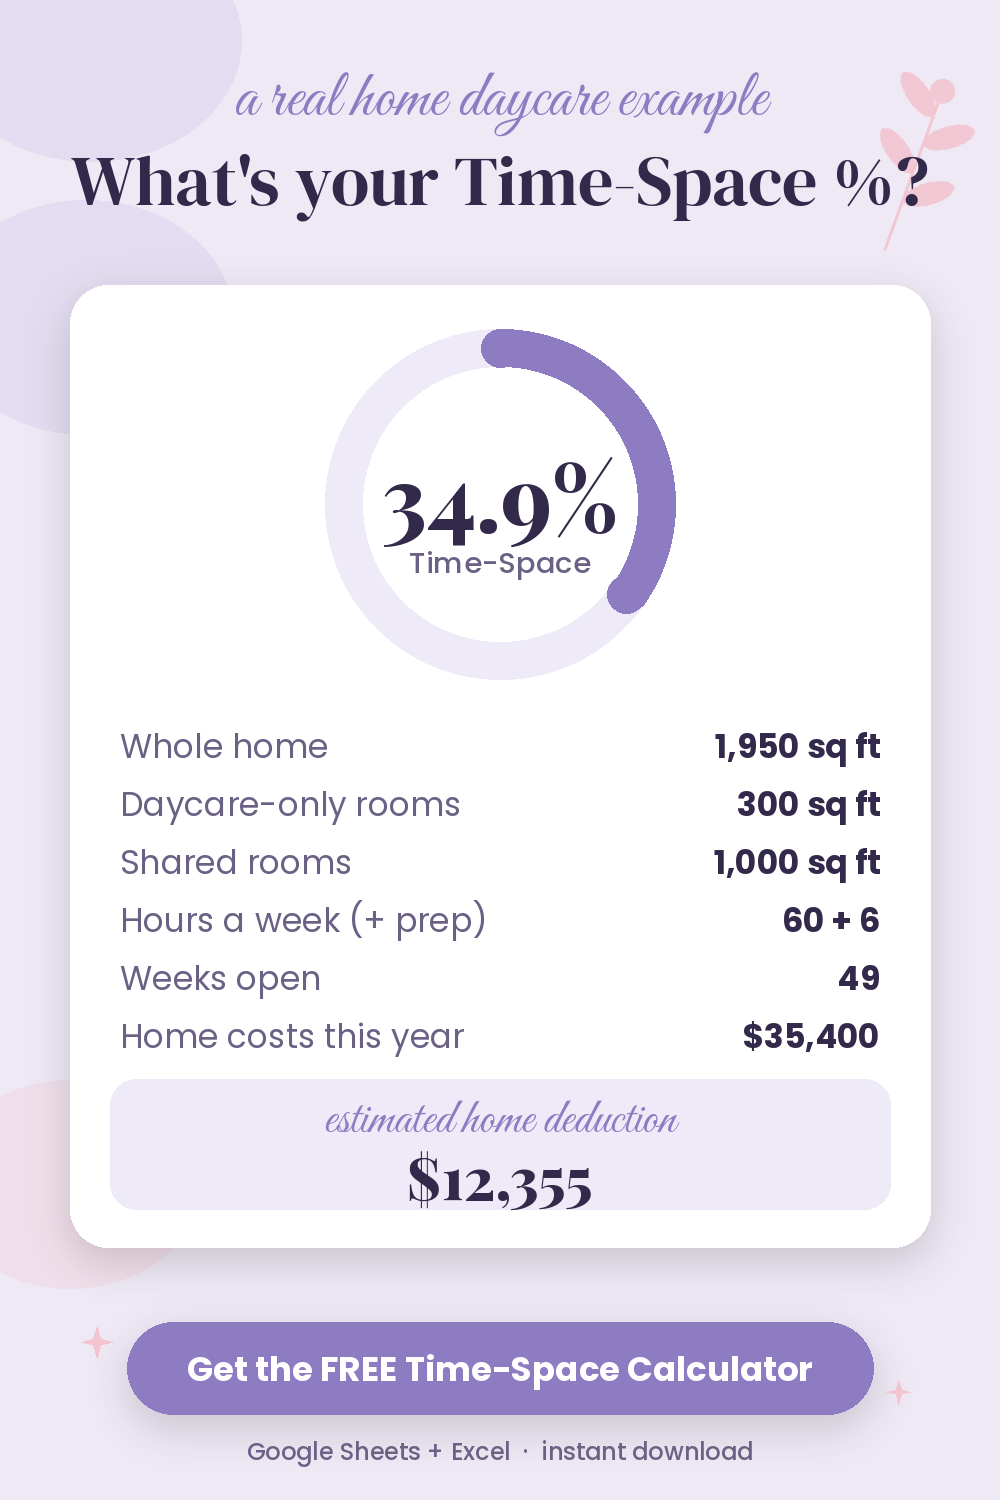 a real home daycare example
What's your Time-Space %?
34.9%
Time-Space
Whole home 1,950 sq ft
Daycare-only rooms 300 sq ft
Shared rooms 1,000 sq ft
Hours a week (+ prep) 60 + 6
Weeks open 49
Home costs this year $35,400
estimated home deduction
$12,355
Get the FREE Time-Space Calculator
Google Sheets + Excel · instant download